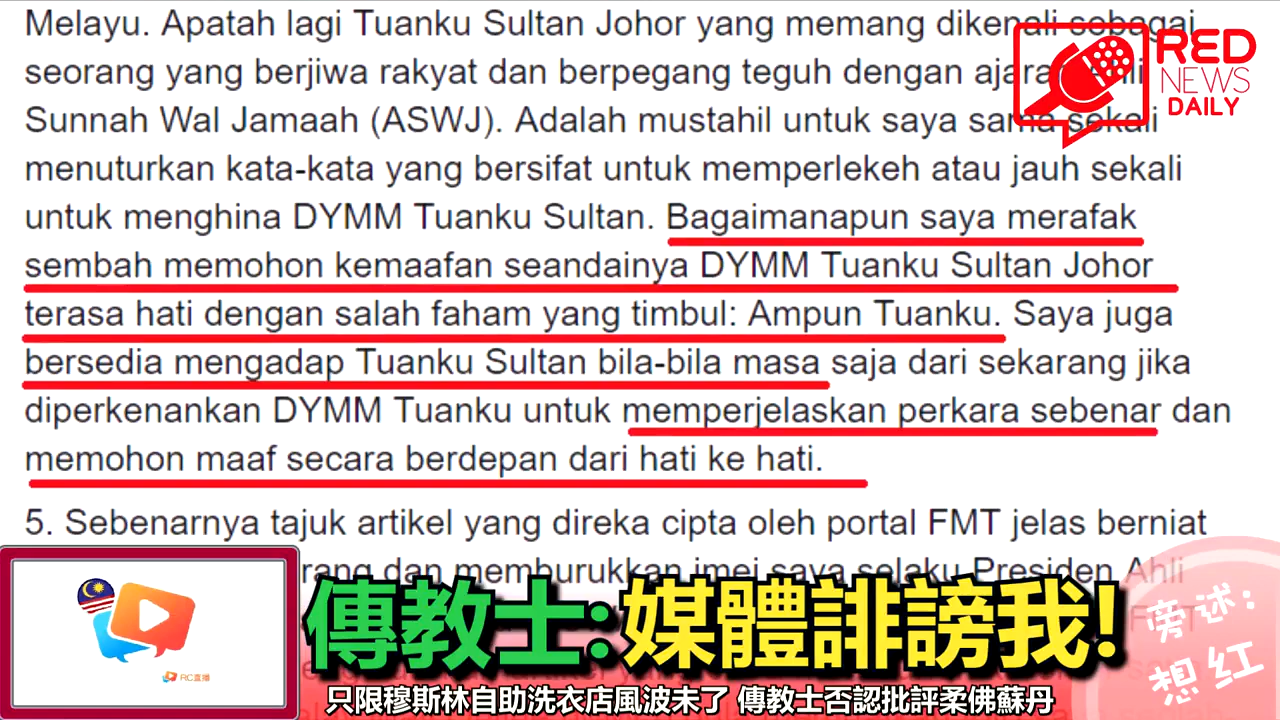 Melayu. Apatah lagi Tuanku Sultan Johor yang memang dikenali sebagai
seorang yang berjiwa rakyat dan berpegang teguh dengan
Sunnah Wal Jamaah (ASWJ). Adalah mustahil untuk saya sama sekali
menuturkan kata-kata yang bersifat untuk memperlekeh atau jauh sekali
untuk menghina DYMM Tuanku Sultan. Bagaimanapun saya merafak
sembah memohon kemaafan seandainya DYMM Tuanku Sultan Johor
terasa hati dengan salah faham yang timbul: Ampun Tuanku. Saya juga
bersedia mengadap Tuanku Sultan bila-bila masa saja dari sekarang jika
diperkenankan DYMM Tuanku untuk memperjelaskan perkara sebenar dan
memohon maaf secara berdepan dari hati ke hati.
5. Sebenarnya tajuk artikel yang direka cipta oleh portal FMT jelas berniat
dan memburukkan imej saya selaku Presiden Ahli
RED
NEWS
DAILY
RC直播
傳教士:媒體誹謗我!
只限穆斯林自助洗衣店風波未了 傳教士否認批評柔佛蘇丹
旁述:
想红